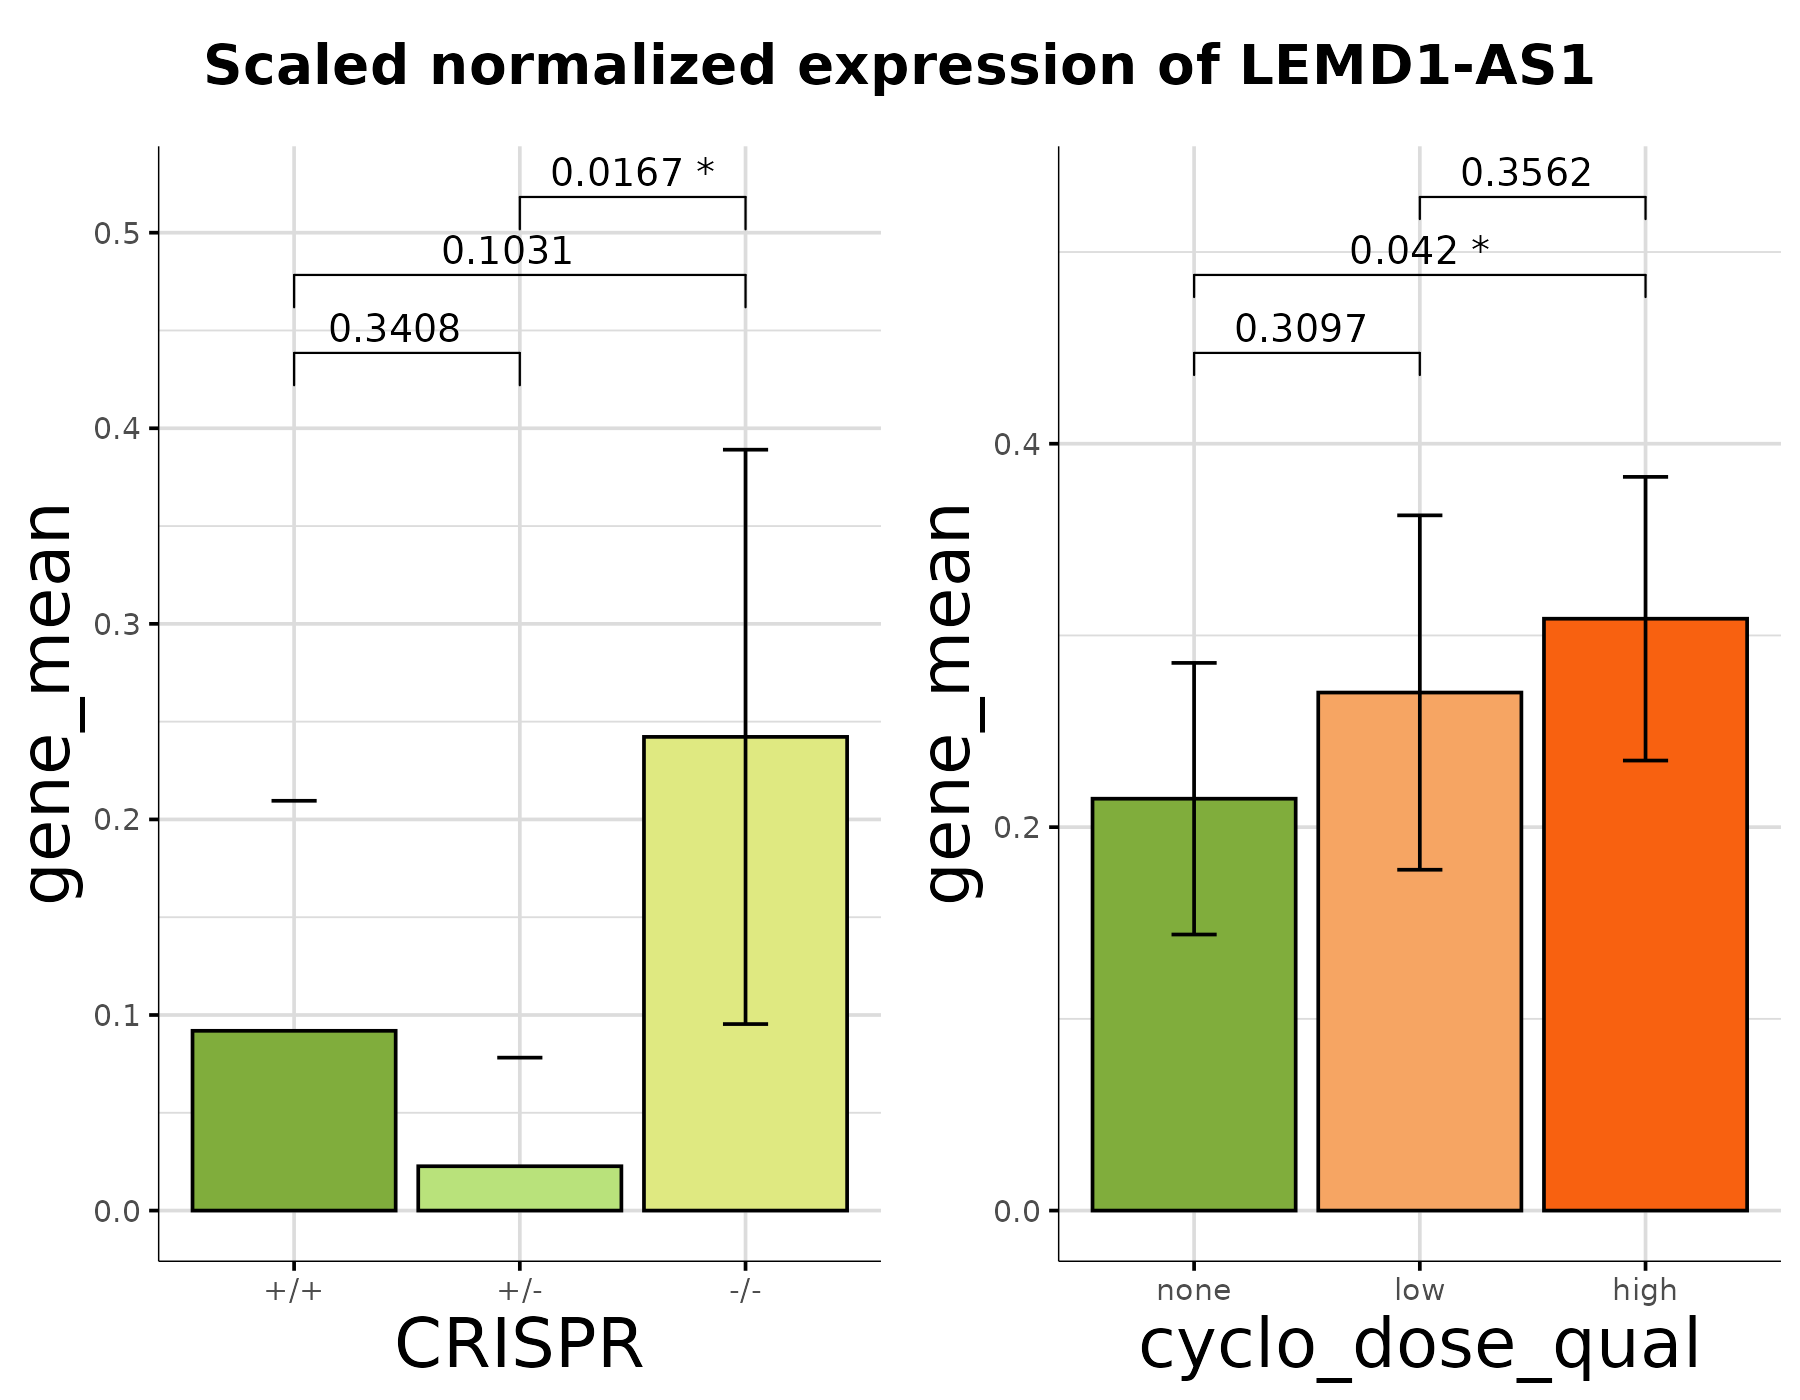 Scaled normalized expression of LEMD1-AS1
0.0167 *
0.1031
0.3408
0.5
0.4
0.3
0.2
0.1
0.0
gene_mean
+/+ +/- -/-
CRISPR
0.3562
0.042 *
0.3097
0.4
0.2
0.0
gene_mean
none low high
cyclo_dose_qual